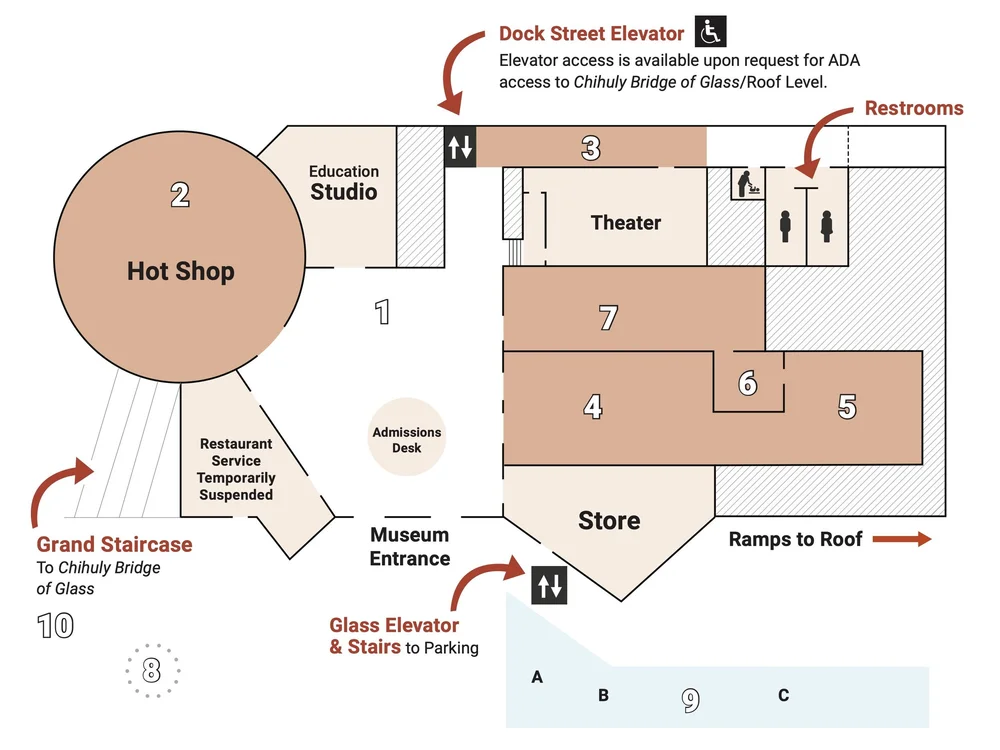 Dock Street Elevator
Elevator access is available upon request for ADA
access to Chihuly Bridge of Glass/Roof Level.
Restrooms
3
Education
Studio
2
Theater
Hot Shop
1
7
6
4
5
Admissions
Desk
Restaurant
Service
Temporarily
Suspended
Store
Museum
Entrance
Ramps to Roof
Grand Staircase
To Chihuly Bridge
of Glass
10
Glass Elevator
& Stairs to Parking
8
A
B
9
C